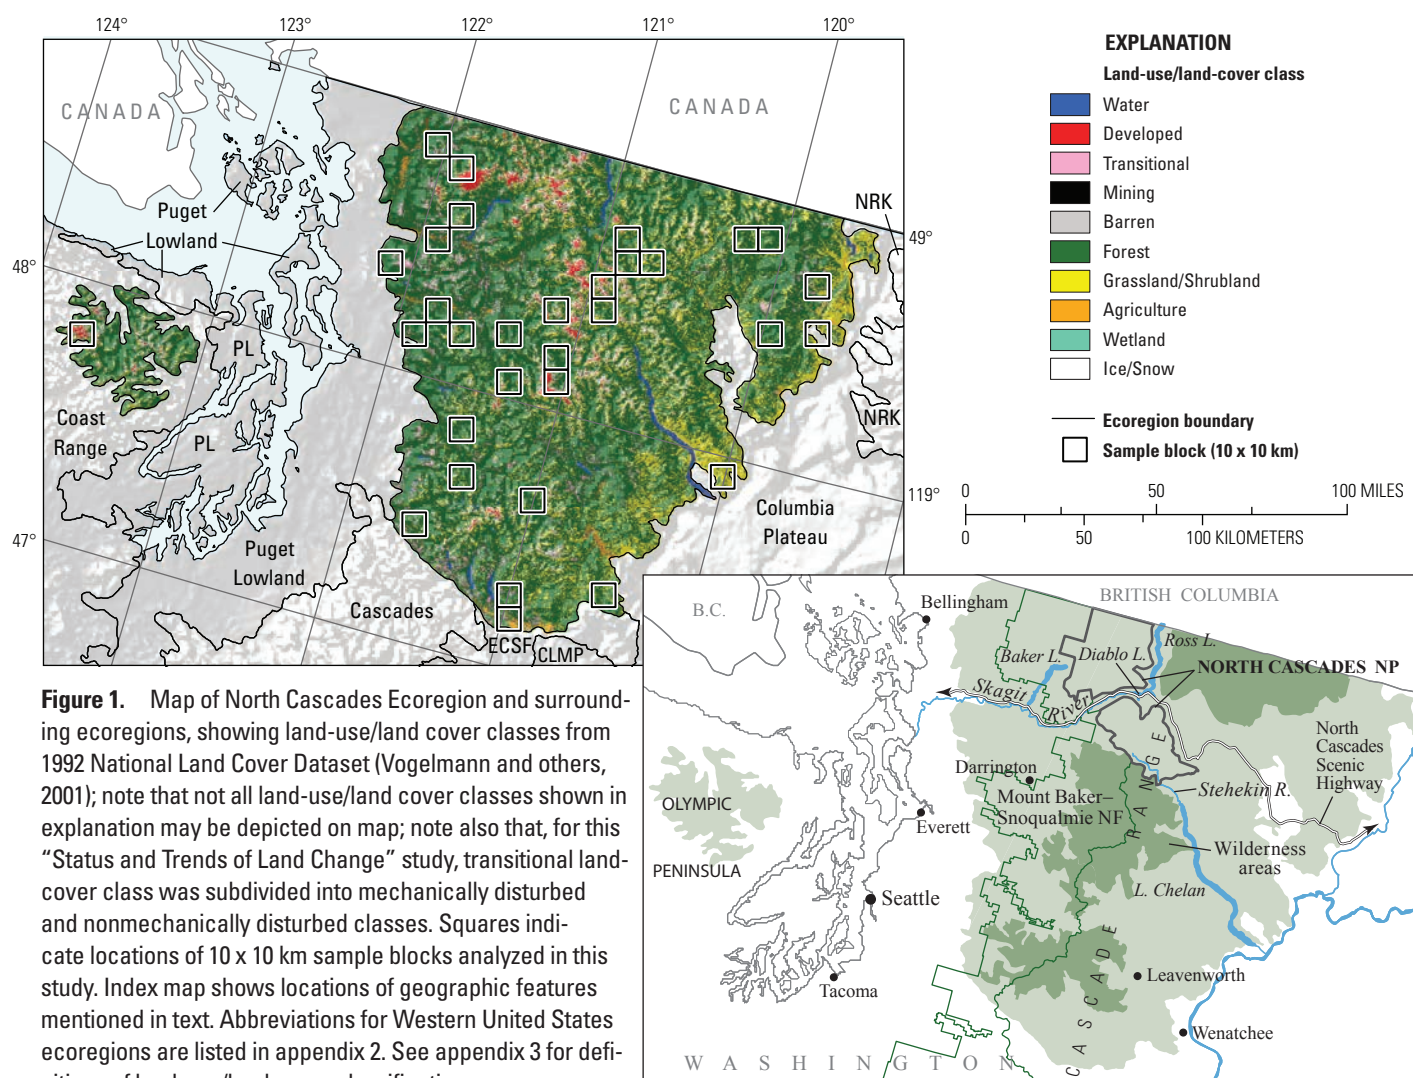 124°
123°
122°
121°
120°
CANADA
CANADA
NRK
49°
Puget
Lowland
48°
PL
Coast
Range
PL
NRK
119°
Columbia
Plateau
47°
Puget
Lowland
Cascades
ECSF
CLMP
EXPLANATION
Land-use/land-cover class
Water
Developed
Transitional
Mining
Barren
Forest
Grassland/Shrubland
Agriculture
Wetland
Ice/Snow
Ecoregion boundary
Sample block (10 x 10 km)
0 50 100 MILES
0 50 100 KILOMETERS
Figure 1. Map of North Cascades Ecoregion and surround-
ing ecoregions, showing land-use/land cover classes from
1992 National Land Cover Dataset (Vogelmann and others,
2001); note that not all land-use/land cover classes shown in
explanation may be depicted on map; note also that, for this
“Status and Trends of Land Change” study, transitional land-
cover class was subdivided into mechanically disturbed
and nonmechanically disturbed classes. Squares indi-
cate locations of 10 x 10 km sample blocks analyzed in this
study. Index map shows locations of geographic features
mentioned in text. Abbreviations for Western United States
ecoregions are listed in appendix 2. See appendix 3 for defi-
B.C.
BRITISH COLUMBIA
Bellingham
Baker L.
Diablo L.
Ross L.
NORTH CASCADES NP
Skagit River
North
Cascades
Scenic
Highway
Darrington
Mount Baker–
Snoqualmie NF
Stehekin R.
OLYMPIC
PENINSULA
Everett
Wilderness
areas
L. Chelan
Seattle
CASCADE RANGE
Leavenworth
Tacoma
Wenatchee
WASHINGTON